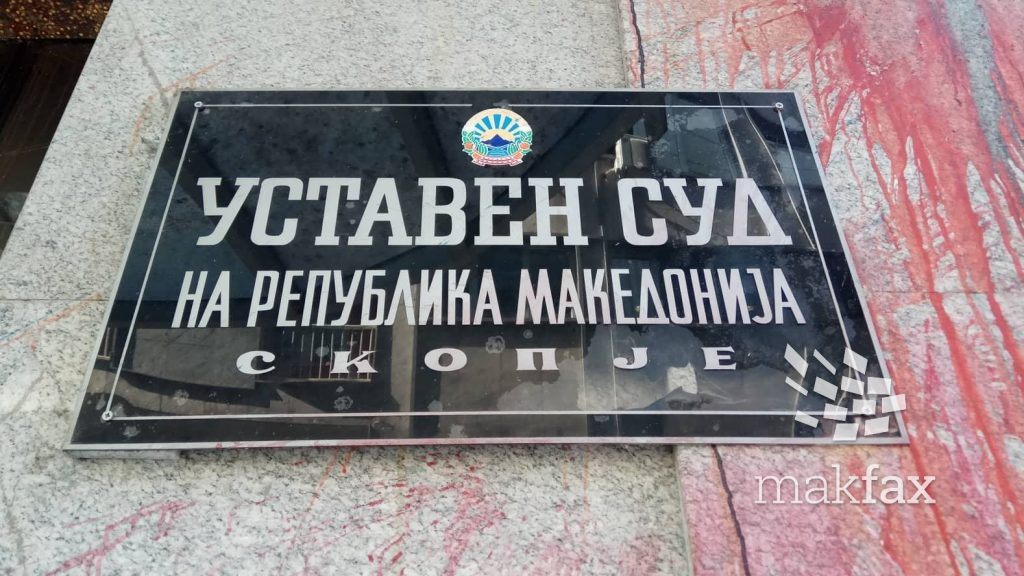 УСТАВЕН СУД
НА РЕПУБЛИКА МАКЕДОНИЈА
СКОПЈЕ
makfax